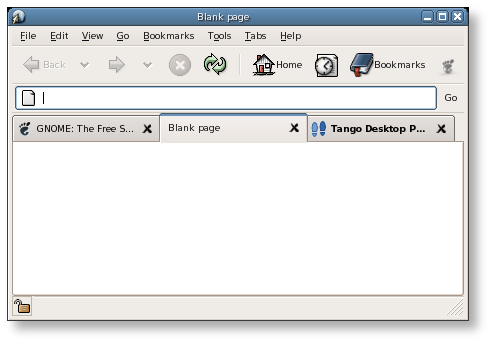 Blank page
File Edit View Go Bookmarks Tools Tabs Help
Back Home Bookmarks
Go
GNOME: The Free S... Blank page Tango Desktop P...